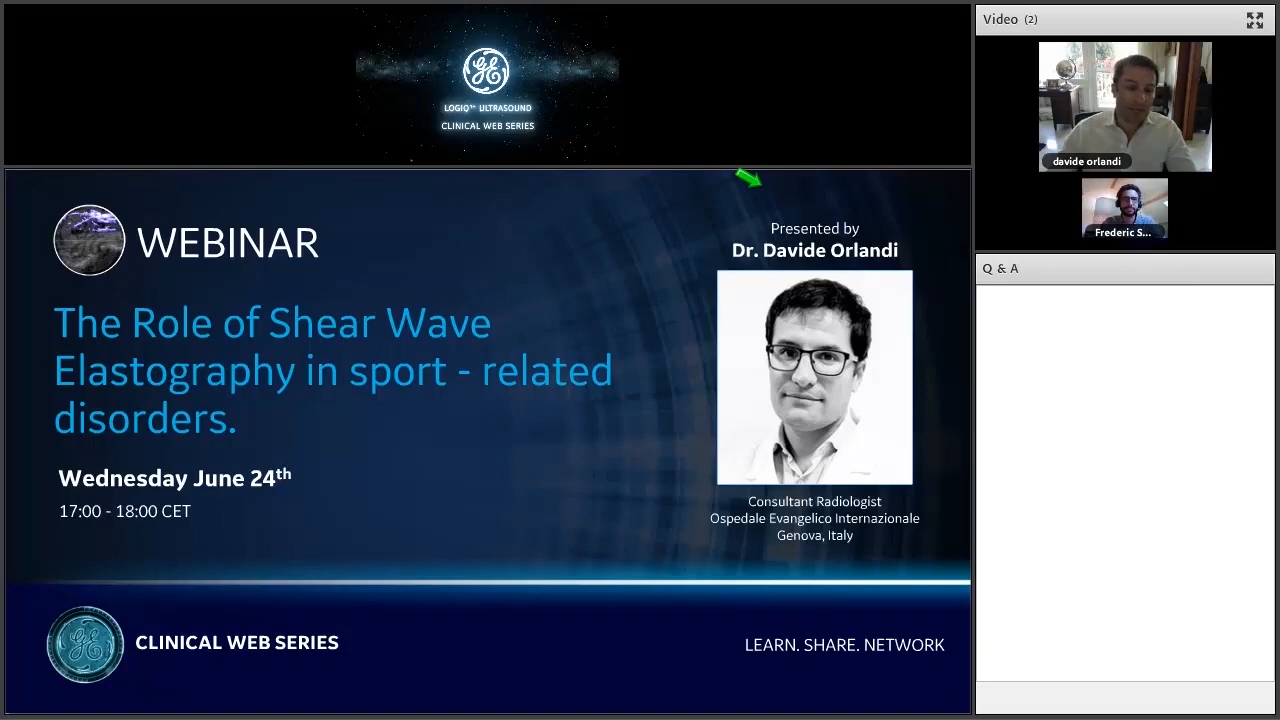 LOGIQ™ ULTRASOUND
CLINICAL WEB SERIES
WEBINAR
The Role of Shear Wave
Elastography in sport - related
disorders.
Wednesday June 24th
17:00 - 18:00 CET
Presented by
Dr. Davide Orlandi
Consultant Radiologist
Ospedale Evangelico Internazionale
Genova, Italy
CLINICAL WEB SERIES
LEARN. SHARE. NETWORK
Video (2)
davide orlandi
Frederic S...
Q & A